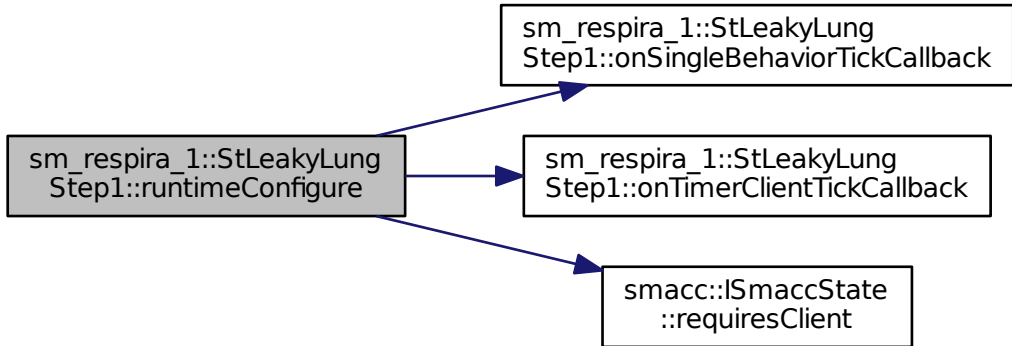 sm_respira_1::StLeakyLung
Step1::runtimeConfigure
sm_respira_1::StLeakyLung
Step1::onSingleBehaviorTickCallback
sm_respira_1::StLeakyLung
Step1::onTimerClientTickCallback
smacc::ISmaccState
::requiresClient